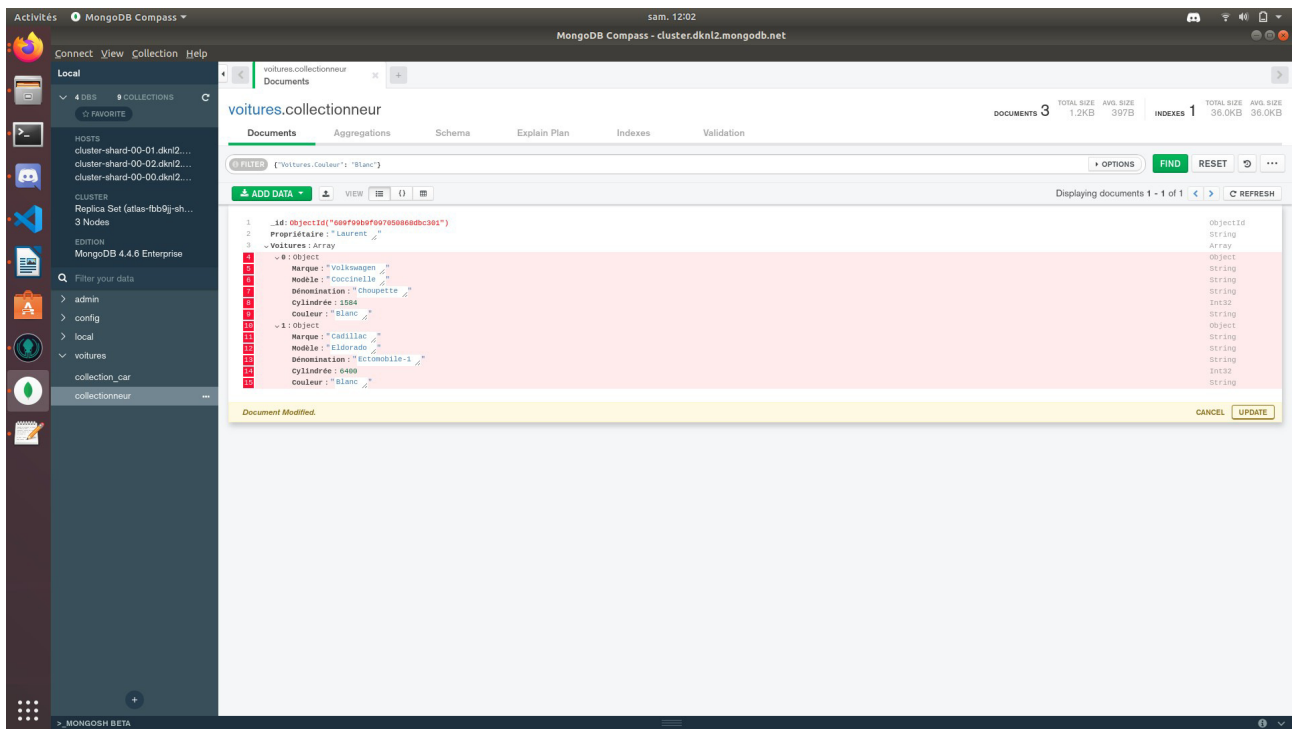 Activités MongoDB Compass sam. 12:02
MongoDB Compass - cluster.dknl2.mongodb.net
Connect View Collection Help
Local
voitures.collectionneur
Documents
4 DBS 9 COLLECTIONS
FAVORITE
voitures.collectionneur
DOCUMENTS 3 TOTAL SIZE 1.2KB AVG. SIZE 397B INDEXES 1 TOTAL SIZE 36.0KB AVG. SIZE 36.0KB
Documents Aggregations Schema Explain Plan Indexes Validation
HOSTS
cluster-shard-00-01.dknl2....
cluster-shard-00-02.dknl2....
cluster-shard-00-00.dknl2....
CLUSTER
Replica Set (atlas-fbb9jj-sh...
3 Nodes
EDITION
MongoDB 4.4.6 Enterprise
Filter your data
admin
config
local
voitures
collection_car
collectionneur
FILTER {"Voitures.Couleur": "Blanc"} OPTIONS FIND RESET ...
ADD DATA VIEW {} Displaying documents 1 - 1 of 1 < > REFRESH
1 _id: ObjectId("609f99b9f097050868dbc301") ObjectId
2 Propriétaire : "Laurent" String
3 Voitures : Array Array
4 0 : Object Object
5 Marque : "Volkswagen" String
6 Modèle : "Coccinelle" String
7 Dénomination : "Choupette" String
8 Cylindrée : 1584 Int32
9 Couleur : "Blanc" String
10 1 : Object Object
11 Marque : "Cadillac" String
12 Modèle : "Eldorado" String
13 Dénomination : "Ectomobile-1" String
14 Cylindrée : 6400 Int32
15 Couleur : "Blanc" String
Document Modified. CANCEL UPDATE
>_MONGOSH BETA